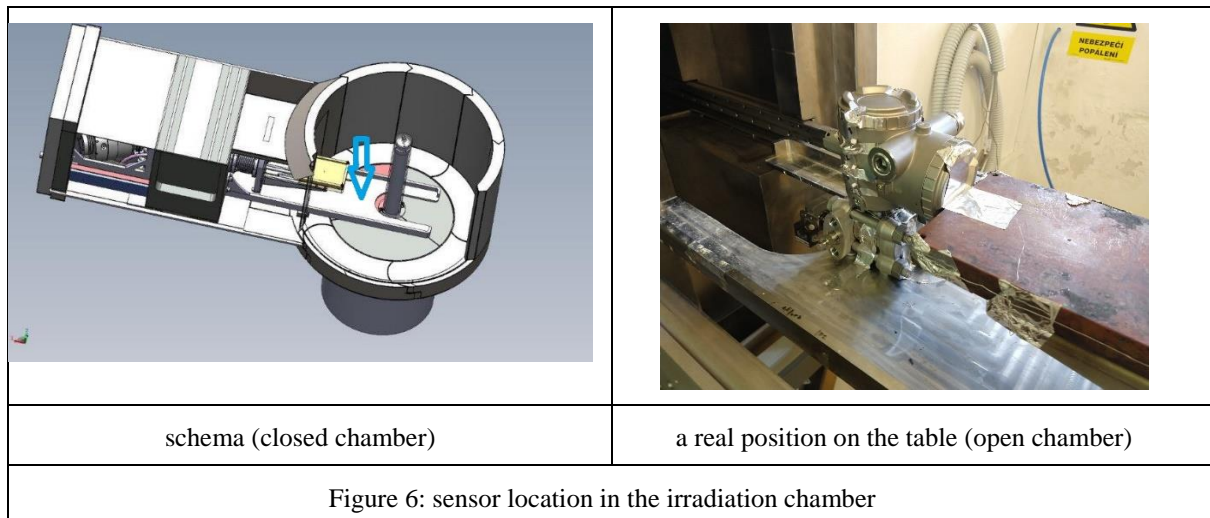 NEBEZPEČÍ
POPÁLENÍ
schema (closed chamber)
a real position on the table (open chamber)
Figure 6: sensor location in the irradiation chamber